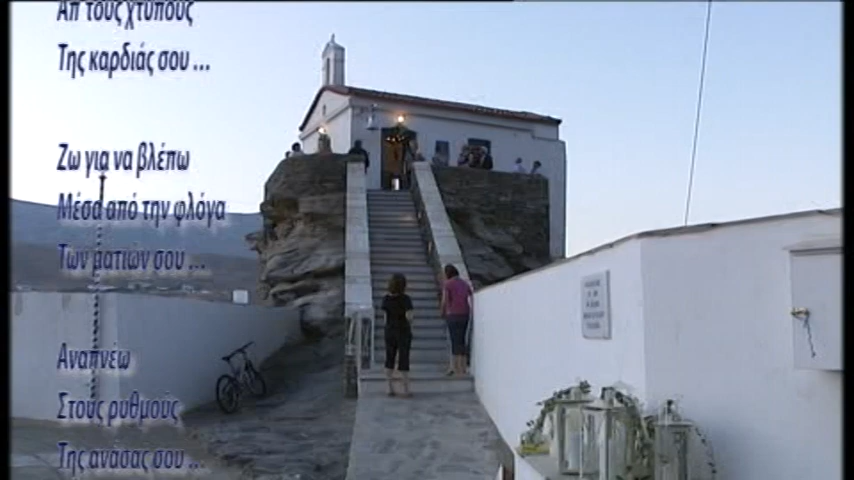 Απ' τους χτύπους
Της καρδιάς σου ...
Ζω για να βλέπω
Μέσα από την φλόγα
Των ματιών σου ...
Αναπνέω
Στους ρυθμούς
Της ανάσας σου ...